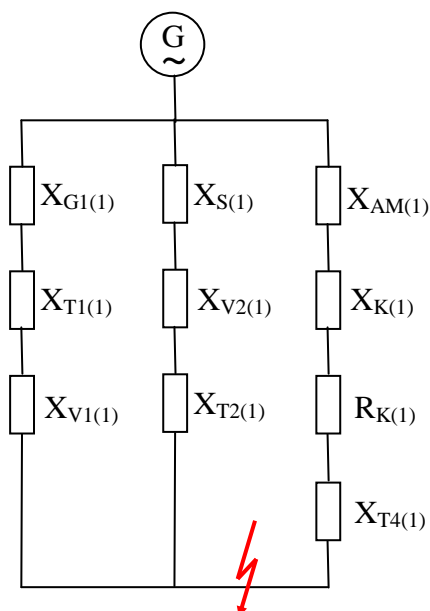 G
~
X_G1(1) X_S(1) X_AM(1)
X_T1(1) X_V2(1) X_K(1)
X_V1(1) X_T2(1) R_K(1)
X_T4(1)